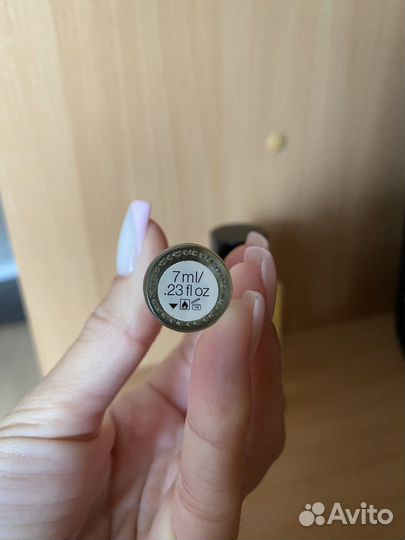 7 ml/
.23 fl oz
Avito